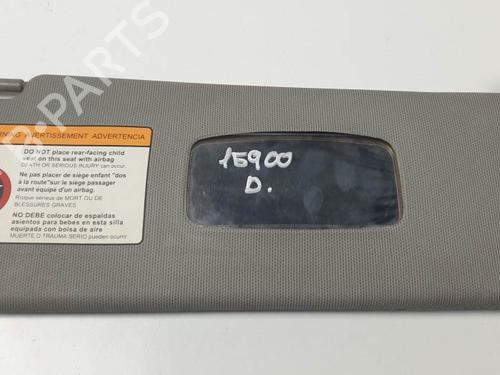 WARNING AVERTISSEMENT ADVERTENCIA
DO NOT place rear-facing child
seat on this seat with airbag
DEATH OR SERIOUS INJURY can occur
Ne pas placer de siege enfant "dos
à la route" sur le siege passager
avant équipe d'un airbag.
Risque sérieux de MORT OU DE
BLESSURES GRAVES
NO DEBE colocar de espaldas
asientos para bebes en esta silla
equipada con bolsa de aire
MUERTE O TRAUMA SERIO pueden ocurrir
15900
D.
B-PARTS